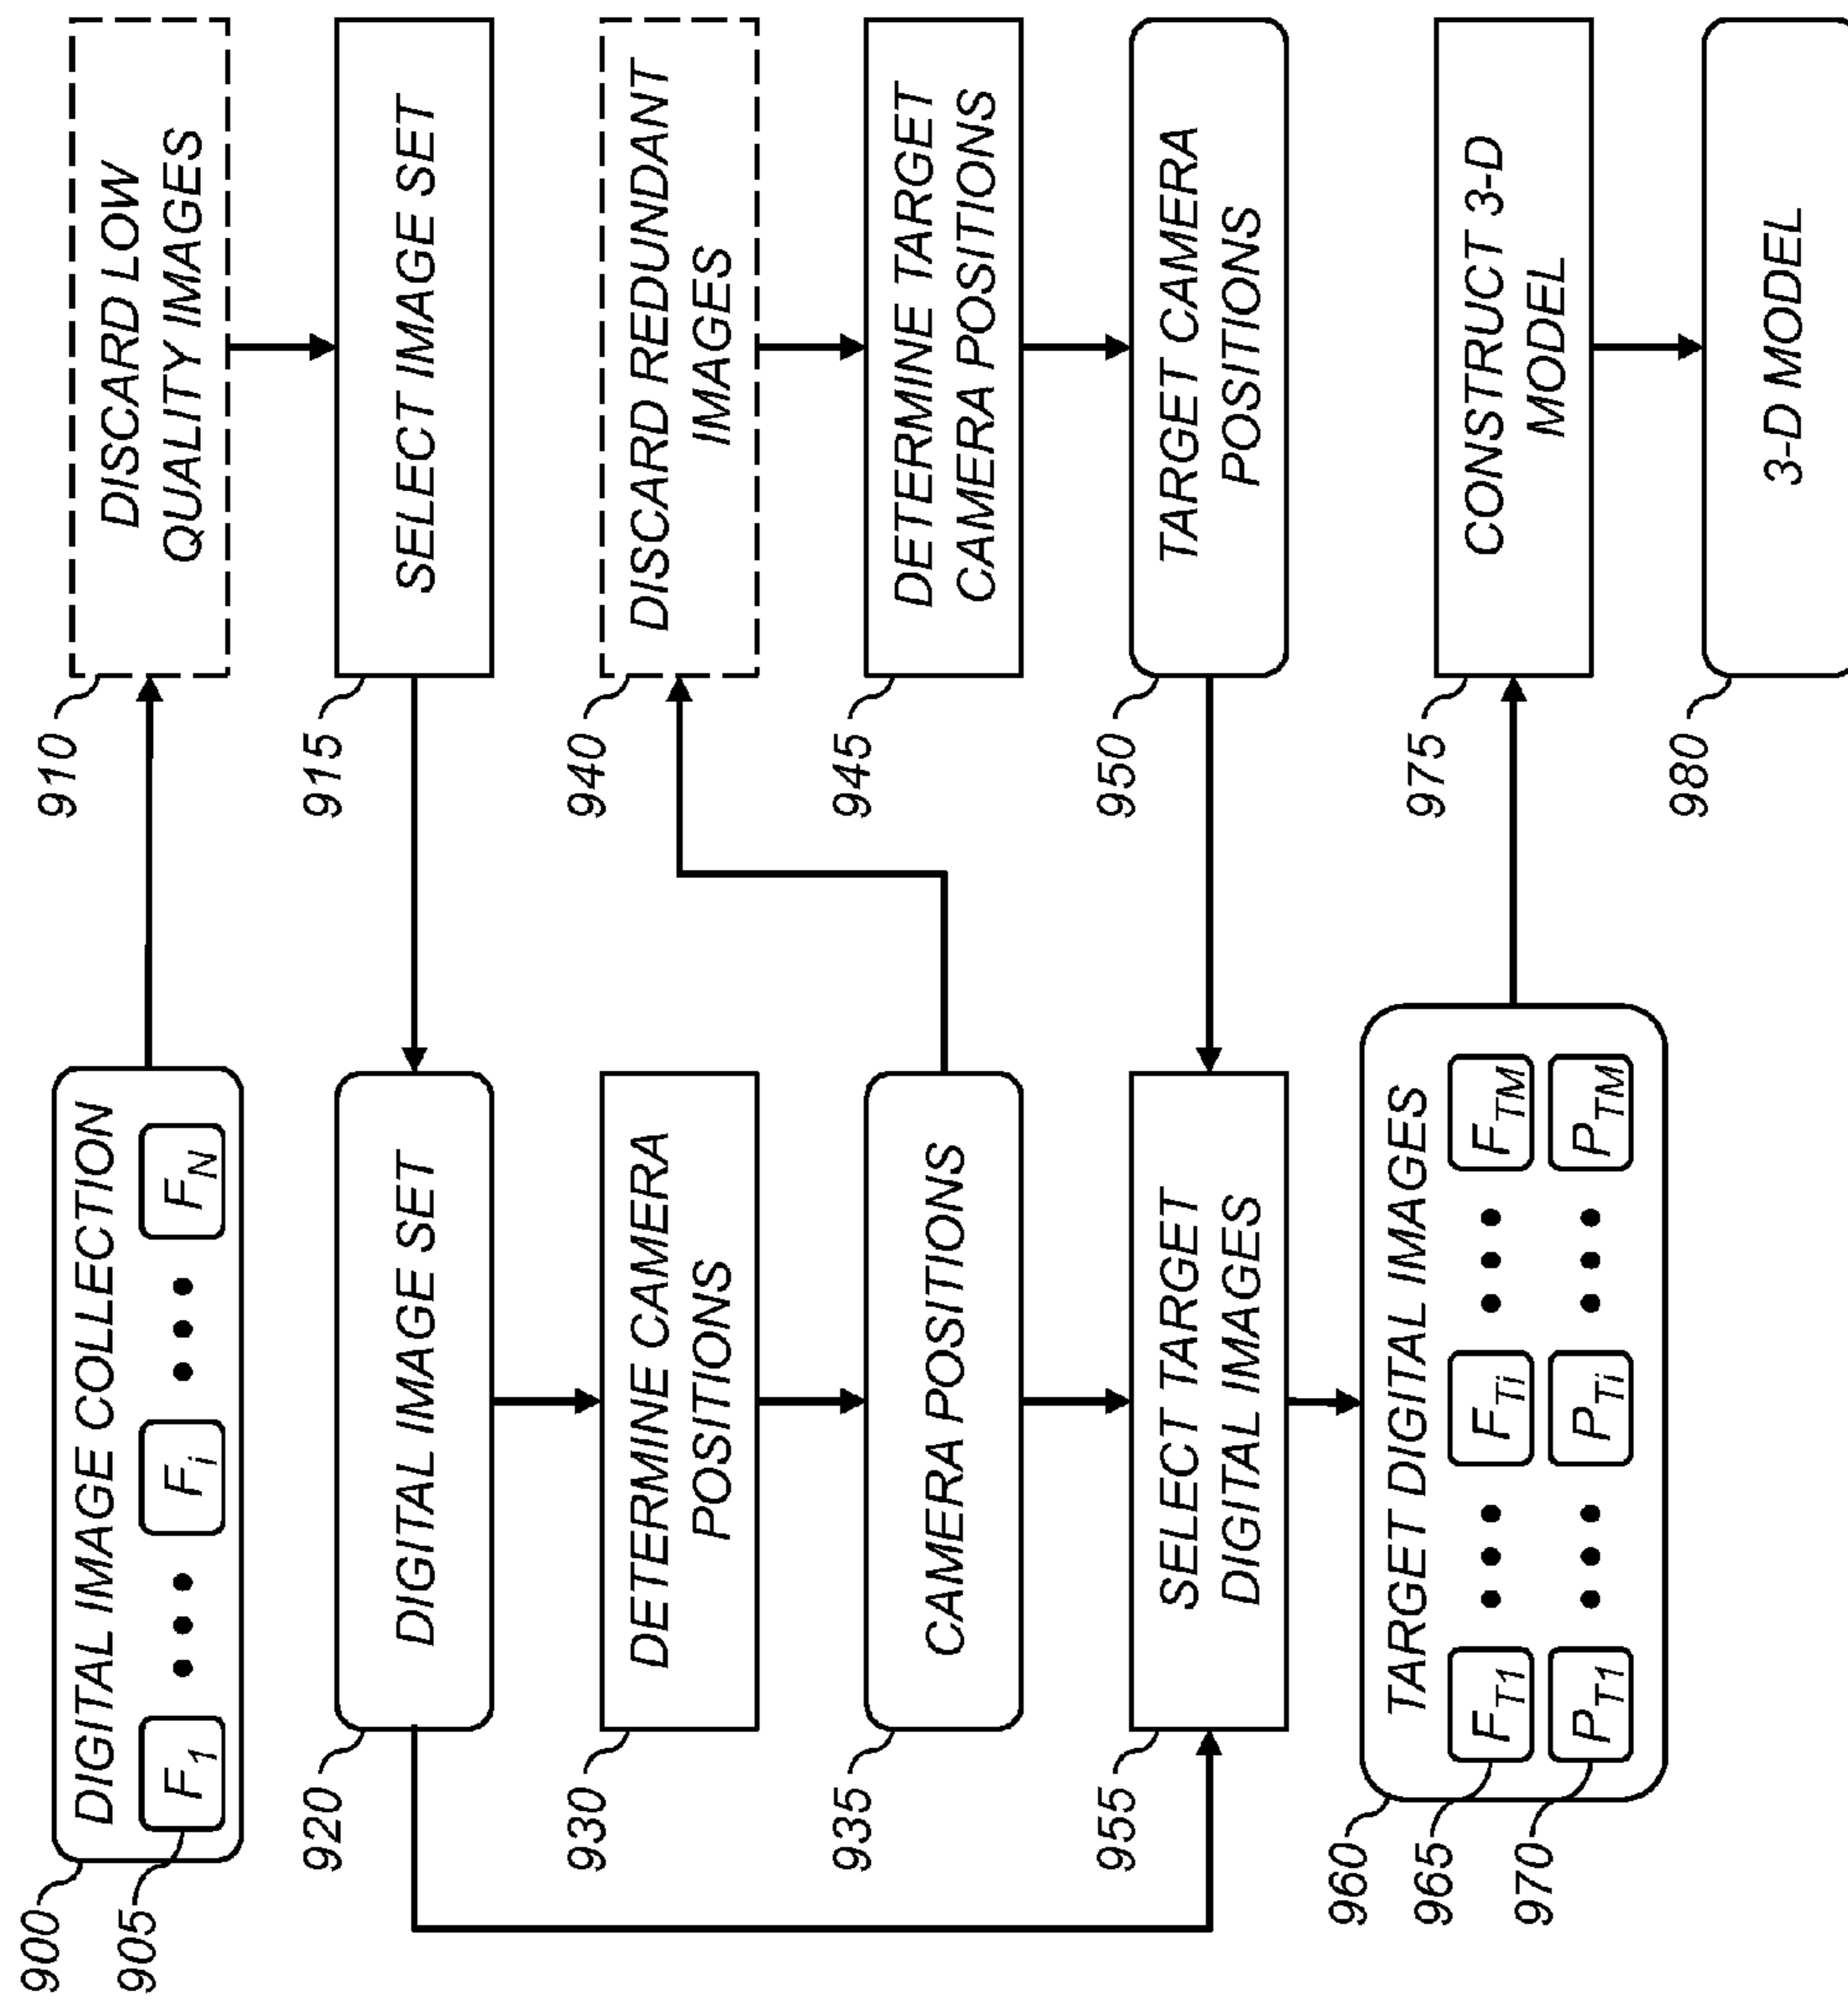 900
905
DIGITAL IMAGE COLLECTION
F1 ••• Fi ••• FN
910
DISCARD LOW
QUALITY IMAGES
915
SELECT IMAGE SET
920
DIGITAL IMAGE SET
930
DETERMINE CAMERA
POSITIONS
935
CAMERA POSITIONS
940
DISCARD REDUNDANT
IMAGES
945
DETERMINE TARGET
CAMERA POSITIONS
950
TARGET CAMERA
POSITIONS
955
SELECT TARGET
DIGITAL IMAGES
960
965
970
TARGET DIGITAL IMAGES
FT1 ••• FTi ••• FTM
PT1 ••• PTi ••• PTM
975
CONSTRUCT 3-D
MODEL
980
3-D MODEL